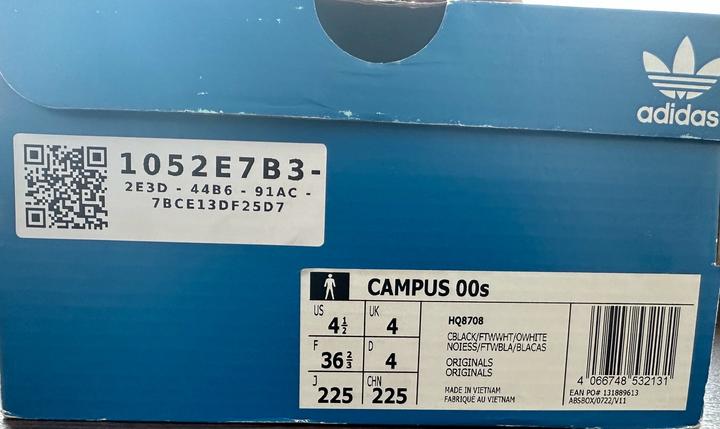 adidas
1052E7B3-
2E3D - 44B6 - 91AC -
7BCE13DF25D7
CAMPUS 00s
US
4½
UK
4
F
36⅔
D
4
J
225
CHN
225
HQ8708
CBLACK/FTWWHT/OWHITE
NOIESS/FTWBLA/BLACAS
ORIGINALS
ORIGINALS
MADE IN VIETNAM
FABRIQUÉ AU VIETNAM
4 066748 532131
EAN PO# 131889613
ABSBOX/0722/V11